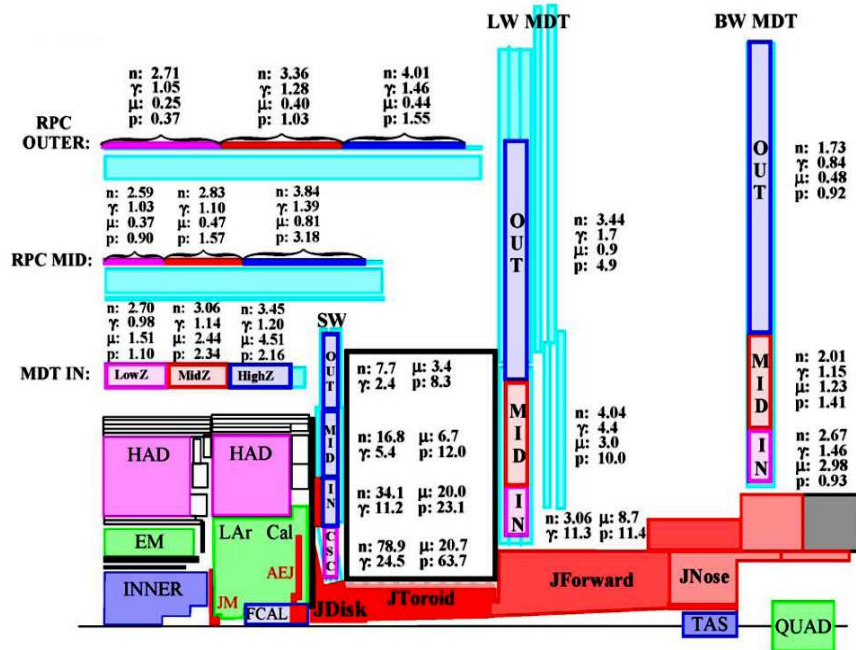 LW MDT
BW MDT
n: 2.71
γ: 1.05
μ: 0.25
p: 0.37
n: 3.36
γ: 1.28
μ: 0.40
p: 1.03
n: 4.01
γ: 1.46
μ: 0.44
p: 1.55
RPC
OUTER:
n: 2.59
γ: 1.03
μ: 0.37
p: 0.90
n: 2.83
γ: 1.10
μ: 0.47
p: 1.57
n: 3.84
γ: 1.39
μ: 0.81
p: 3.18
RPC MID:
n: 2.70
γ: 0.98
μ: 1.51
p: 1.10
n: 3.06
γ: 1.14
μ: 2.44
p: 2.34
n: 3.45
γ: 1.20
μ: 4.51
p: 2.16
MDT IN:
LowZ
MidZ
HighZ
SW
OUT
MID
IN
CSC
n: 7.7 μ: 3.4
γ: 2.4 p: 8.3
n: 16.8 μ: 6.7
γ: 5.4 p: 12.0
n: 34.1 μ: 20.0
γ: 11.2 p: 23.1
n: 78.9 μ: 20.7
γ: 24.5 p: 63.7
OUT
MID
IN
n: 3.44
γ: 1.7
μ: 0.9
p: 4.9
n: 4.04
γ: 4.4
μ: 3.0
p: 10.0
n: 3.06 μ: 8.7
γ: 11.3 p: 11.4
OUT
MID
IN
n: 1.73
γ: 0.84
μ: 0.48
p: 0.92
n: 2.01
γ: 1.15
μ: 1.23
p: 1.41
n: 2.67
γ: 1.46
μ: 2.98
p: 0.93
HAD
HAD
EM
LAr Cal
INNER
JM
AEJ
FCAL
JDisk
JToroid
JForward
JNose
TAS
QUAD